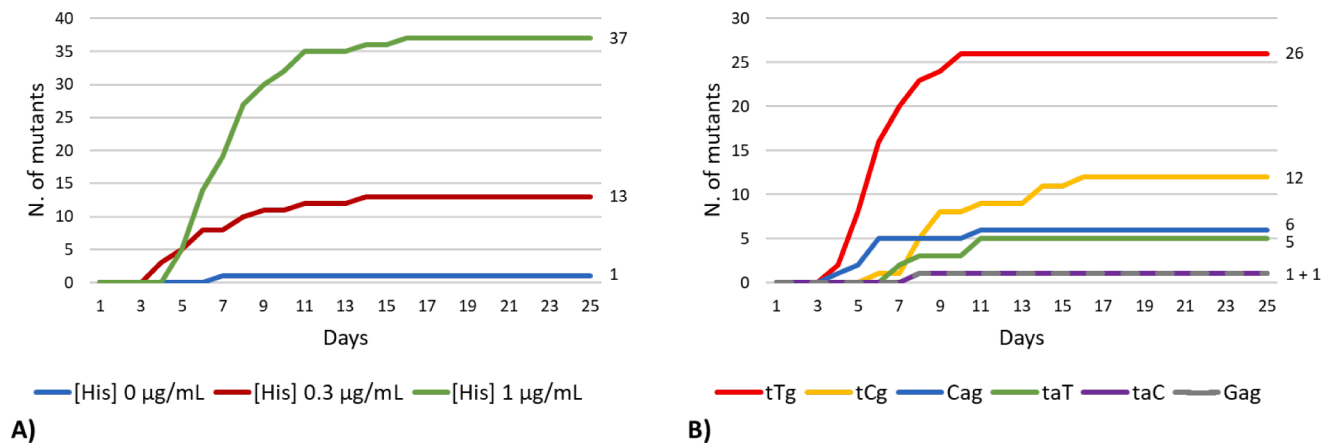 40
35
30
25
20
15
10
5
0
N. of mutants
37
13
1
1 3 5 7 9 11 13 15 17 19 21 23 25
Days
[His] 0 µg/mL [His] 0.3 µg/mL [His] 1 µg/mL
A)
30
25
20
15
10
5
0
N. of mutants
26
12
6
5
1 + 1
1 3 5 7 9 11 13 15 17 19 21 23 25
Days
tTg tCg Cag taT taC Gag
B)